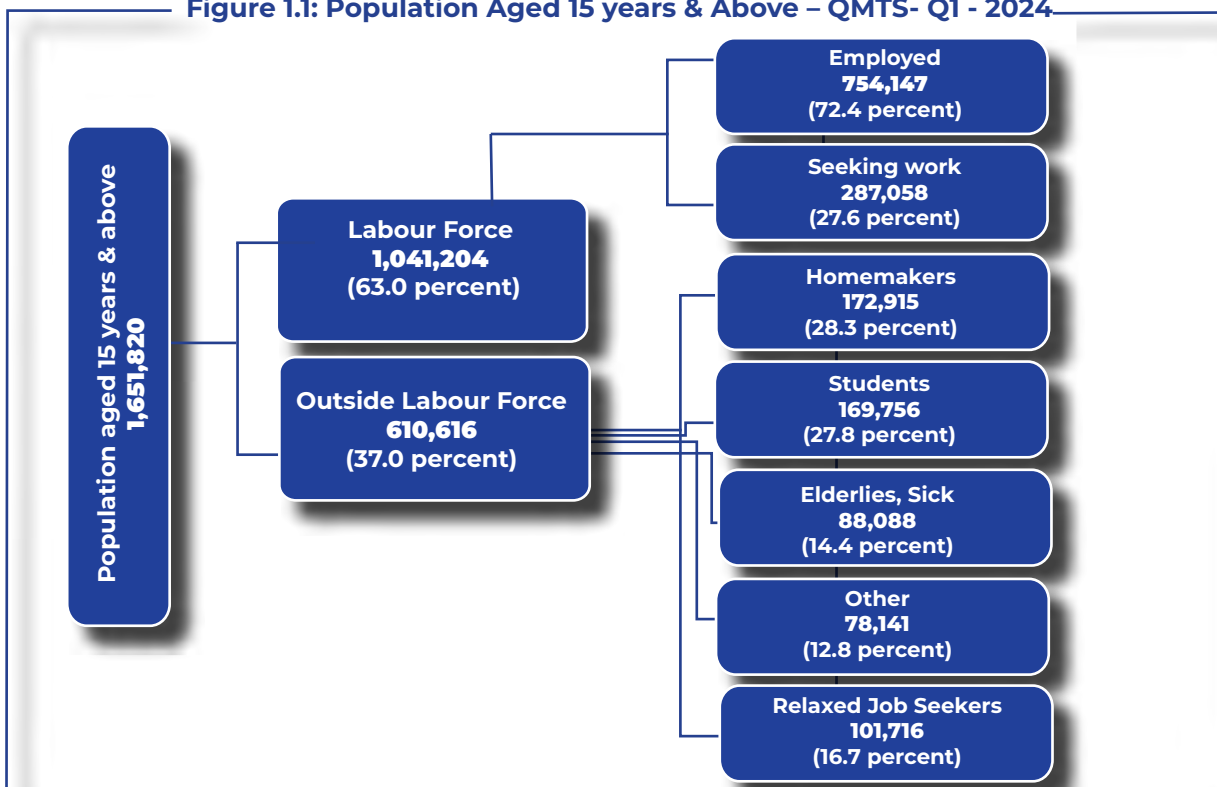 Figure 1.1: Population Aged 15 years & Above – QMTS- Q1 - 2024
Population aged 15 years & above
1,651,820
Labour Force
1,041,204
(63.0 percent)
Outside Labour Force
610,616
(37.0 percent)
Employed
754,147
(72.4 percent)
Seeking work
287,058
(27.6 percent)
Homemakers
172,915
(28.3 percent)
Students
169,756
(27.8 percent)
Elderlies, Sick
88,088
(14.4 percent)
Other
78,141
(12.8 percent)
Relaxed Job Seekers
101,716
(16.7 percent)